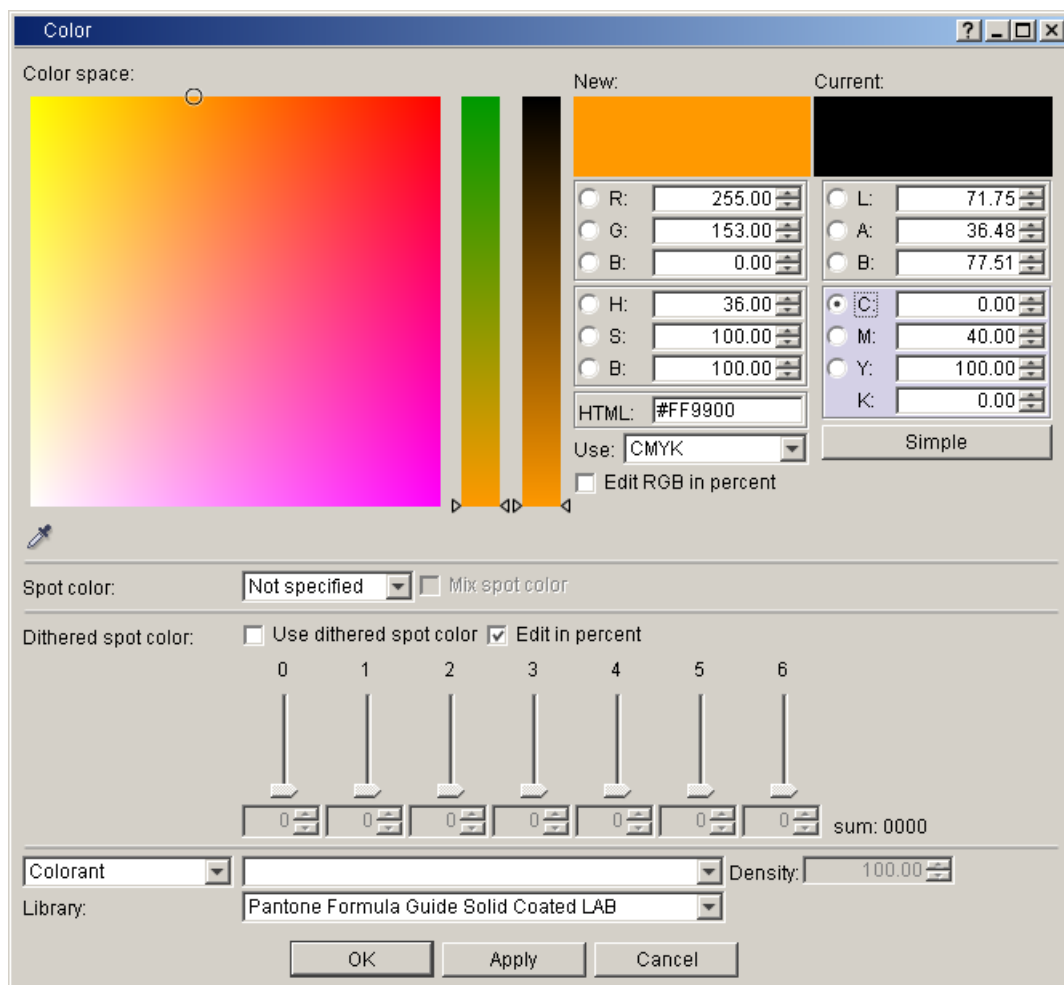 Color
Color space:
New:
Current:
R: 255.00
G: 153.00
B: 0.00
L: 71.75
A: 36.48
B: 77.51
H: 36.00
S: 100.00
B: 100.00
C: 0.00
M: 40.00
Y: 100.00
K: 0.00
HTML: #FF9900
Use: CMYK
Simple
Edit RGB in percent
Spot color: Not specified Mix spot color
Dithered spot color: Use dithered spot color Edit in percent
0 1 2 3 4 5 6
0 0 0 0 0 0 0 sum: 0000
Colorant Density: 100.00
Library: Pantone Formula Guide Solid Coated LAB
OK Apply Cancel